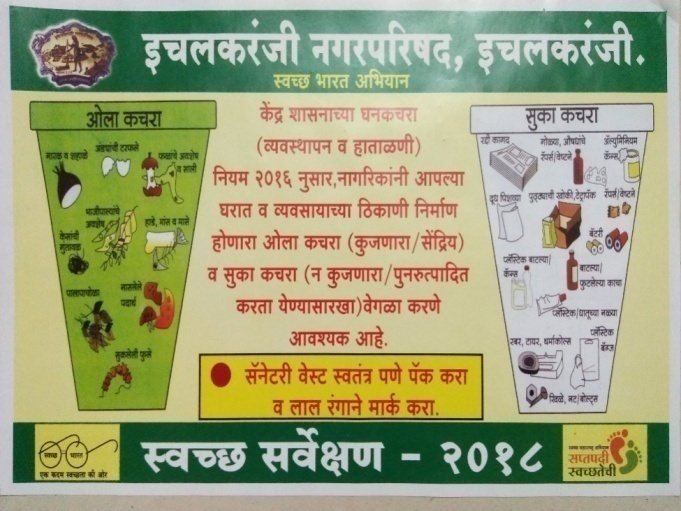 इचलकरंजी नगरपरिषद, इचलकरंजी.
स्वच्छ भारत अभियान
ओला कचरा
नारळ व शहाळे
अंड्यांची टरफले
फळांचे अवशेष व साली
भाजीपाल्यांचे अवशेष
हाडे, मांस व मासे
केसांची गुंतावळ
नासलेले पदार्थ
पालापाचोळा
सुकलेली फुले
केंद्र शासनाच्या घनकचरा
(व्यवस्थापन व हाताळणी)
नियम २०१६ नुसार,नागरिकांनी आपल्या
घरात व व्यवसायाच्या ठिकाणी निर्माण
होणारा ओला कचरा (कुजणारा/सेंद्रिय)
व सुका कचरा (न कुजणारा/पुनरुत्पादित
करता येण्यासारखा)वेगळा करणे
आवश्यक आहे.
सॅनेटरी वेस्ट स्वतंत्र पणे पॅक करा
व लाल रंगाने मार्क करा.
सुका कचरा
रद्दी कागद
गोळ्या, औषधांचे
रॅपर्स/वेष्टने
ॲल्युमिनियम
कॅन्स
दूध पिशव्या
पुठ्ठ्याची खोकी,टेट्रापॅक
रॅपर्स/वेष्टने
बॅटरी
प्लॅस्टिक बाटल्या/
कॅन्स
बाटल्या/
फुटलेल्या काचा
प्लॅस्टिक/धातूच्या नळ्या
रबर, टायर, थर्माकोल्स
प्लॅस्टिक
बॅग्ज
खिळे, नट/बोल्ट्स
स्वच्छ भारत
एक कदम स्वच्छता की ओर
स्वच्छ सर्वेक्षण - २०१८
सप्तपदी
स्वच्छतेची